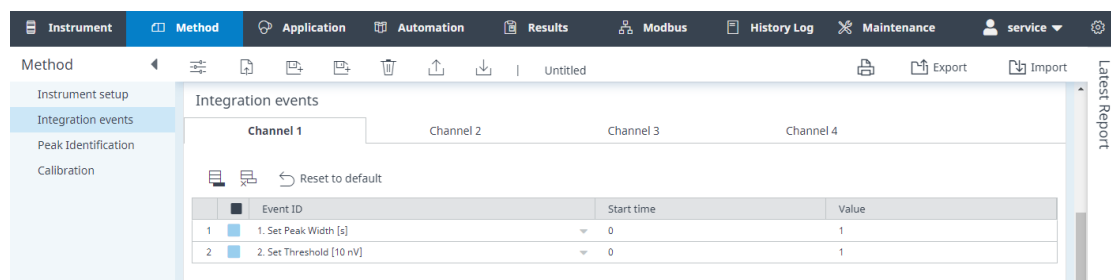 Instrument Method Application Automation Results Modbus History Log Maintenance service
Method | Untitled Export Import
Latest Report
Instrument setup
Integration events
Peak Identification
Calibration
Integration events
Channel 1 Channel 2 Channel 3 Channel 4
Reset to default
Event ID Start time Value
1 1. Set Peak Width [s] 0 1
2 2. Set Threshold [10 nV] 0 1